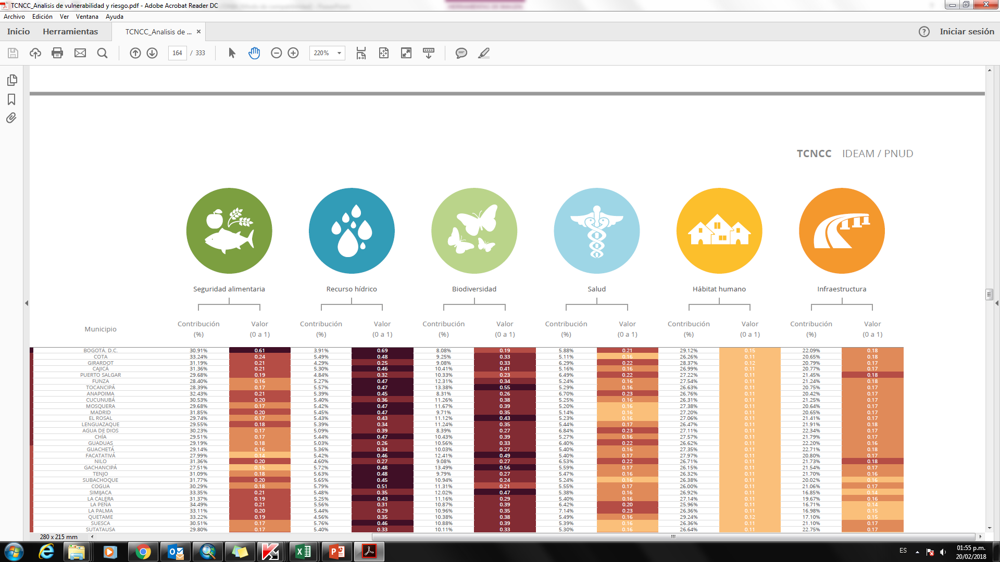 TCNCC_Analisis de vulnerabilidad y riesgo.pdf - Adobe Acrobat Reader DC
Archivo Edición Ver Ventana Ayuda
Inicio Herramientas TCNCC_Analisis de ... × ? Iniciar sesión
164 / 333 220%
TCNCC IDEAM / PNUD
Seguridad alimentaria Recurso hídrico Biodiversidad Salud Hábitat humano Infraestructura
Municipio Contribución (%) Valor (0 a 1) Contribución (%) Valor (0 a 1) Contribución (%) Valor (0 a 1) Contribución (%) Valor (0 a 1) Contribución (%) Valor (0 a 1) Contribución (%) Valor (0 a 1)
BOGOTÁ. D.C. 30.91% 0.61 3.91% 0.69 8.08% 0.19 5.88% 0.21 29.12% 0.15 22.09% 0.18
COTA 33.24% 0.24 5.49% 0.48 9.25% 0.33 5.11% 0.16 26.26% 0.11 20.65% 0.18
GIRARDOT 31.19% 0.21 4.29% 0.25 9.08% 0.33 6.29% 0.22 28.37% 0.12 20.79% 0.17
CAJICÁ 31.36% 0.21 5.30% 0.46 10.41% 0.41 5.16% 0.16 26.99% 0.11 20.77% 0.17
PUERTO SALGAR 29.68% 0.19 4.84% 0.32 10.33% 0.23 6.49% 0.22 27.22% 0.11 21.45% 0.18
FUNZA 28.40% 0.16 5.27% 0.47 12.31% 0.34 5.24% 0.16 27.54% 0.11 21.24% 0.18
TOCANCIPÁ 28.39% 0.17 5.57% 0.47 13.38% 0.55 5.29% 0.16 26.63% 0.11 20.75% 0.17
ANAPOIMA 32.43% 0.21 5.39% 0.45 8.31% 0.26 6.70% 0.23 26.76% 0.11 20.42% 0.17
CUCUNUBÁ 30.53% 0.20 5.40% 0.36 11.26% 0.38 5.25% 0.16 26.31% 0.11 21.25% 0.17
MOSQUERA 29.68% 0.17 5.42% 0.47 11.67% 0.39 5.20% 0.16 27.38% 0.11 20.64% 0.17
MADRID 31.85% 0.20 5.45% 0.47 9.71% 0.35 5.14% 0.16 27.20% 0.11 20.65% 0.17
EL ROSAL 29.74% 0.17 5.43% 0.43 11.12% 0.43 5.23% 0.16 27.06% 0.11 21.41% 0.17
LENGUAZAQUE 29.55% 0.18 5.39% 0.34 11.24% 0.35 5.44% 0.17 26.47% 0.11 21.91% 0.18
AGUA DE DIOS 30.23% 0.17 5.09% 0.39 8.39% 0.27 6.84% 0.23 27.11% 0.11 22.34% 0.17
CHÍA 29.51% 0.17 5.44% 0.47 10.43% 0.39 5.27% 0.16 27.57% 0.11 21.79% 0.17
GUADUAS 29.19% 0.18 5.03% 0.26 10.56% 0.33 6.40% 0.22 26.62% 0.11 22.20% 0.16
GUACHETÁ 29.14% 0.16 5.36% 0.34 10.03% 0.27 5.40% 0.16 27.35% 0.11 22.71% 0.18
FACATATIVÁ 27.99% 0.14 5.42% 0.46 12.41% 0.49 5.40% 0.17 27.97% 0.11 20.80% 0.17
NILO 31.36% 0.20 4.60% 0.27 9.08% 0.27 6.53% 0.22 26.71% 0.11 21.73% 0.18
GACHANCIPÁ 27.51% 0.15 5.72% 0.48 13.49% 0.56 5.59% 0.17 26.15% 0.11 21.54% 0.17
TENJO 31.09% 0.18 5.63% 0.48 9.79% 0.27 5.47% 0.16 26.32% 0.11 21.70% 0.16
SUBACHOQUE 31.77% 0.20 5.65% 0.45 10.94% 0.24 5.24% 0.16 26.38% 0.11 20.02% 0.16
COGUA 30.29% 0.18 5.79% 0.51 11.31% 0.21 5.55% 0.17 26.00% 0.11 21.06% 0.17
SIMIJACA 33.35% 0.21 5.48% 0.35 12.02% 0.47 5.38% 0.16 26.92% 0.11 16.85% 0.14
LA CALERA 31.37% 0.19 5.25% 0.43 11.16% 0.29 5.40% 0.16 27.14% 0.11 19.67% 0.16
LA PEÑA 34.49% 0.21 5.56% 0.31 10.87% 0.39 6.42% 0.20 25.96% 0.11 16.71% 0.14
LA PALMA 33.11% 0.20 5.44% 0.29 10.96% 0.35 7.14% 0.23 26.36% 0.11 16.98% 0.15
QUETAME 33.22% 0.19 4.56% 0.35 10.38% 0.38 5.49% 0.16 29.24% 0.12 17.10% 0.15
SUESCA 30.51% 0.17 5.76% 0.46 10.88% 0.39 5.39% 0.16 26.36% 0.11 21.10% 0.17
SUTATAUSA 29.80% 0.17 5.40% 0.33 10.11% 0.33 5.30% 0.16 26.64% 0.11 22.75% 0.17
280 x 215 mm
ES 01:55 p.m.
20/02/2018